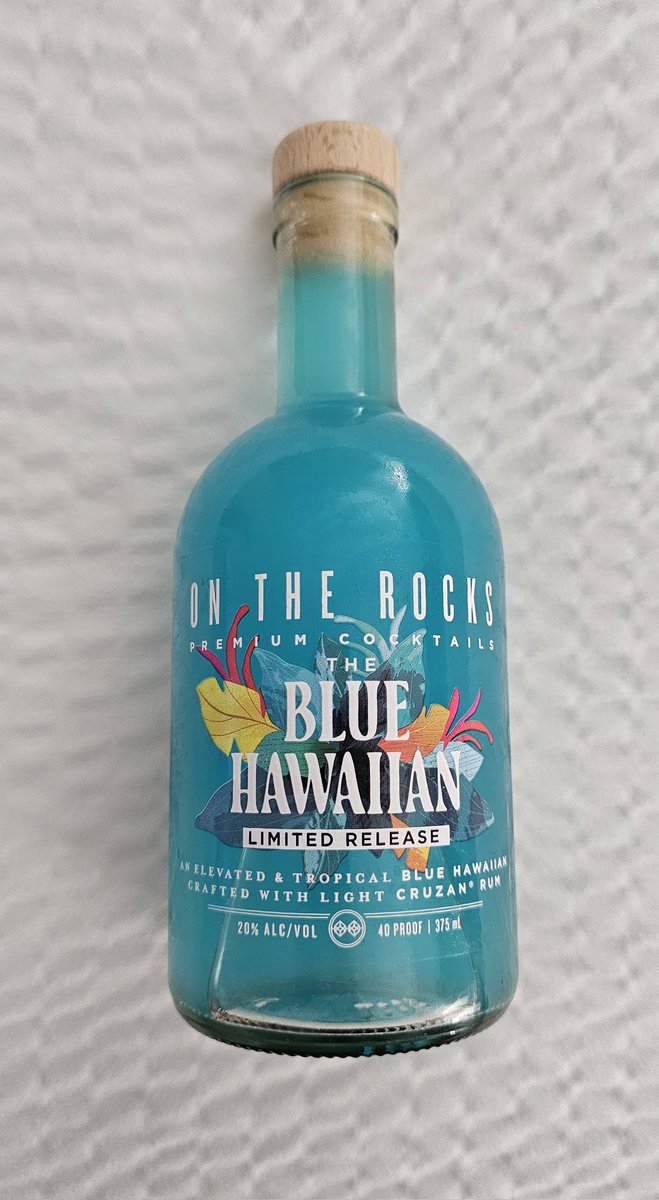 ON THE ROCKS
PREMIUM COCKTAILS
THE
BLUE
HAWAIIAN
LIMITED RELEASE
AN ELEVATED & TROPICAL BLUE HAWAIIAN
CRAFTED WITH LIGHT CRUZAN® RUM
20% ALC/VOL 40 PROOF | 375 mL